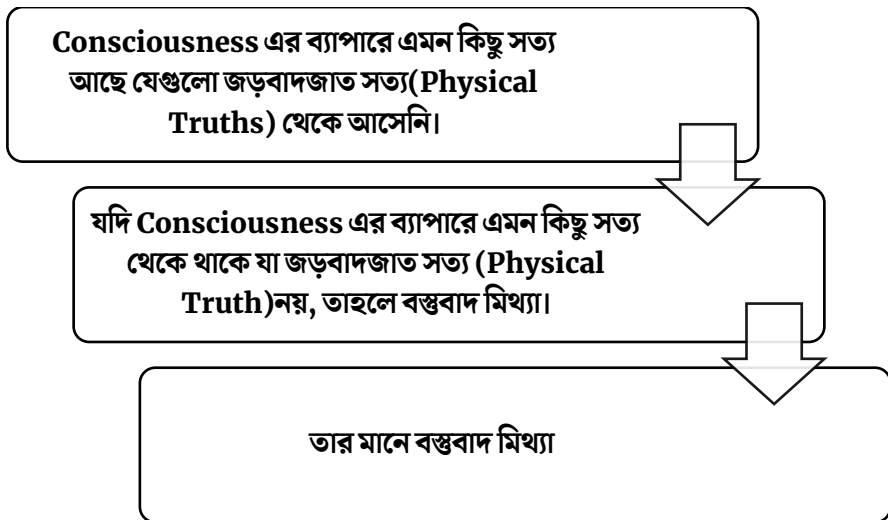 Consciousness এর ব্যাপারে এমন কিছু সত্য
আছে যেগুলো জড়বাদজাত সত্য(Physical
Truths) থেকে আসেনি।
যদি Consciousness এর ব্যাপারে এমন কিছু সত্য
থেকে থাকে যা জড়বাদজাত সত্য (Physical
Truth)নয়, তাহলে বস্তুবাদ মিথ্যা।
তার মানে বস্তুবাদ মিথ্যা